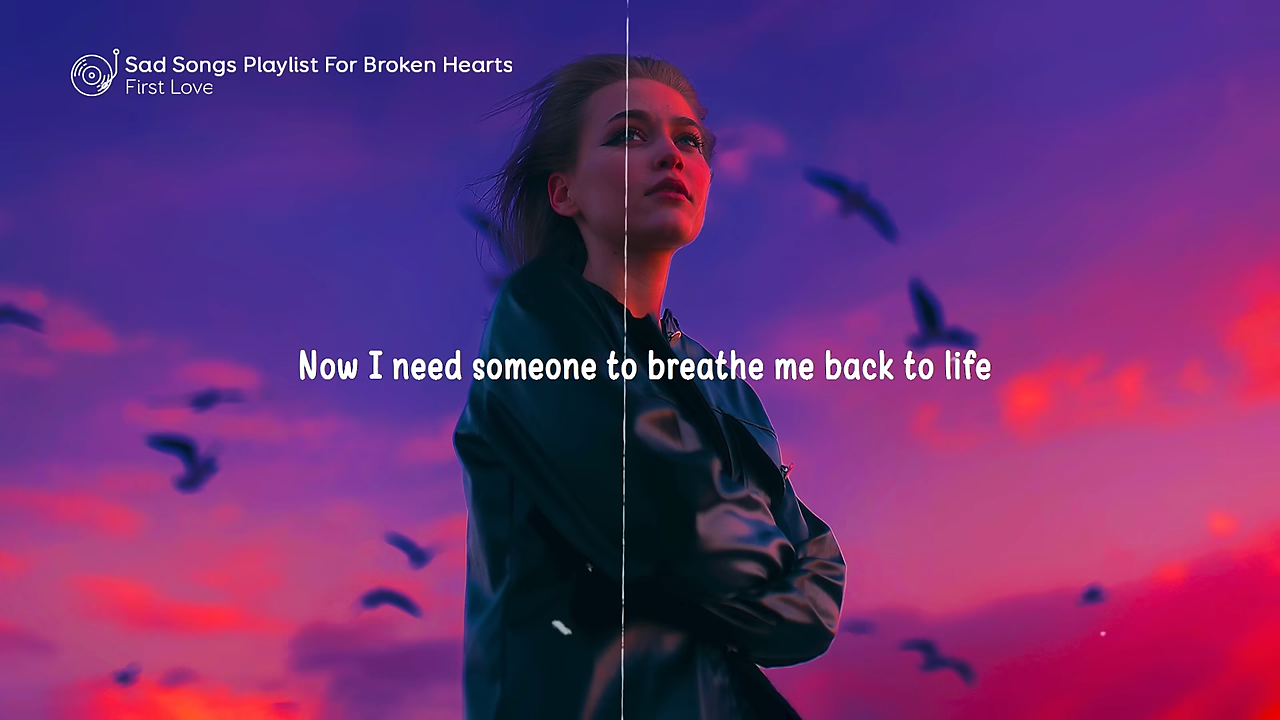 Sad Songs Playlist For Broken Hearts
First Love
Now I need someone to breathe me back to life